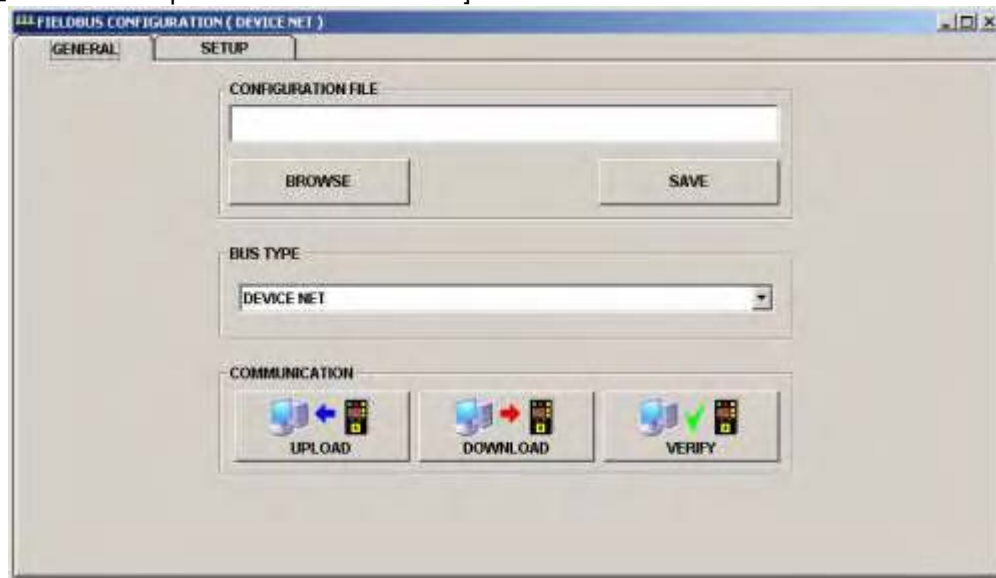 FIELDBUS CONFIGURATION ( DEVICE NET )
GENERAL SETUP
CONFIGURATION FILE
BROWSE SAVE
BUS TYPE
DEVICE NET
COMMUNICATION
UPLOAD DOWNLOAD VERIFY